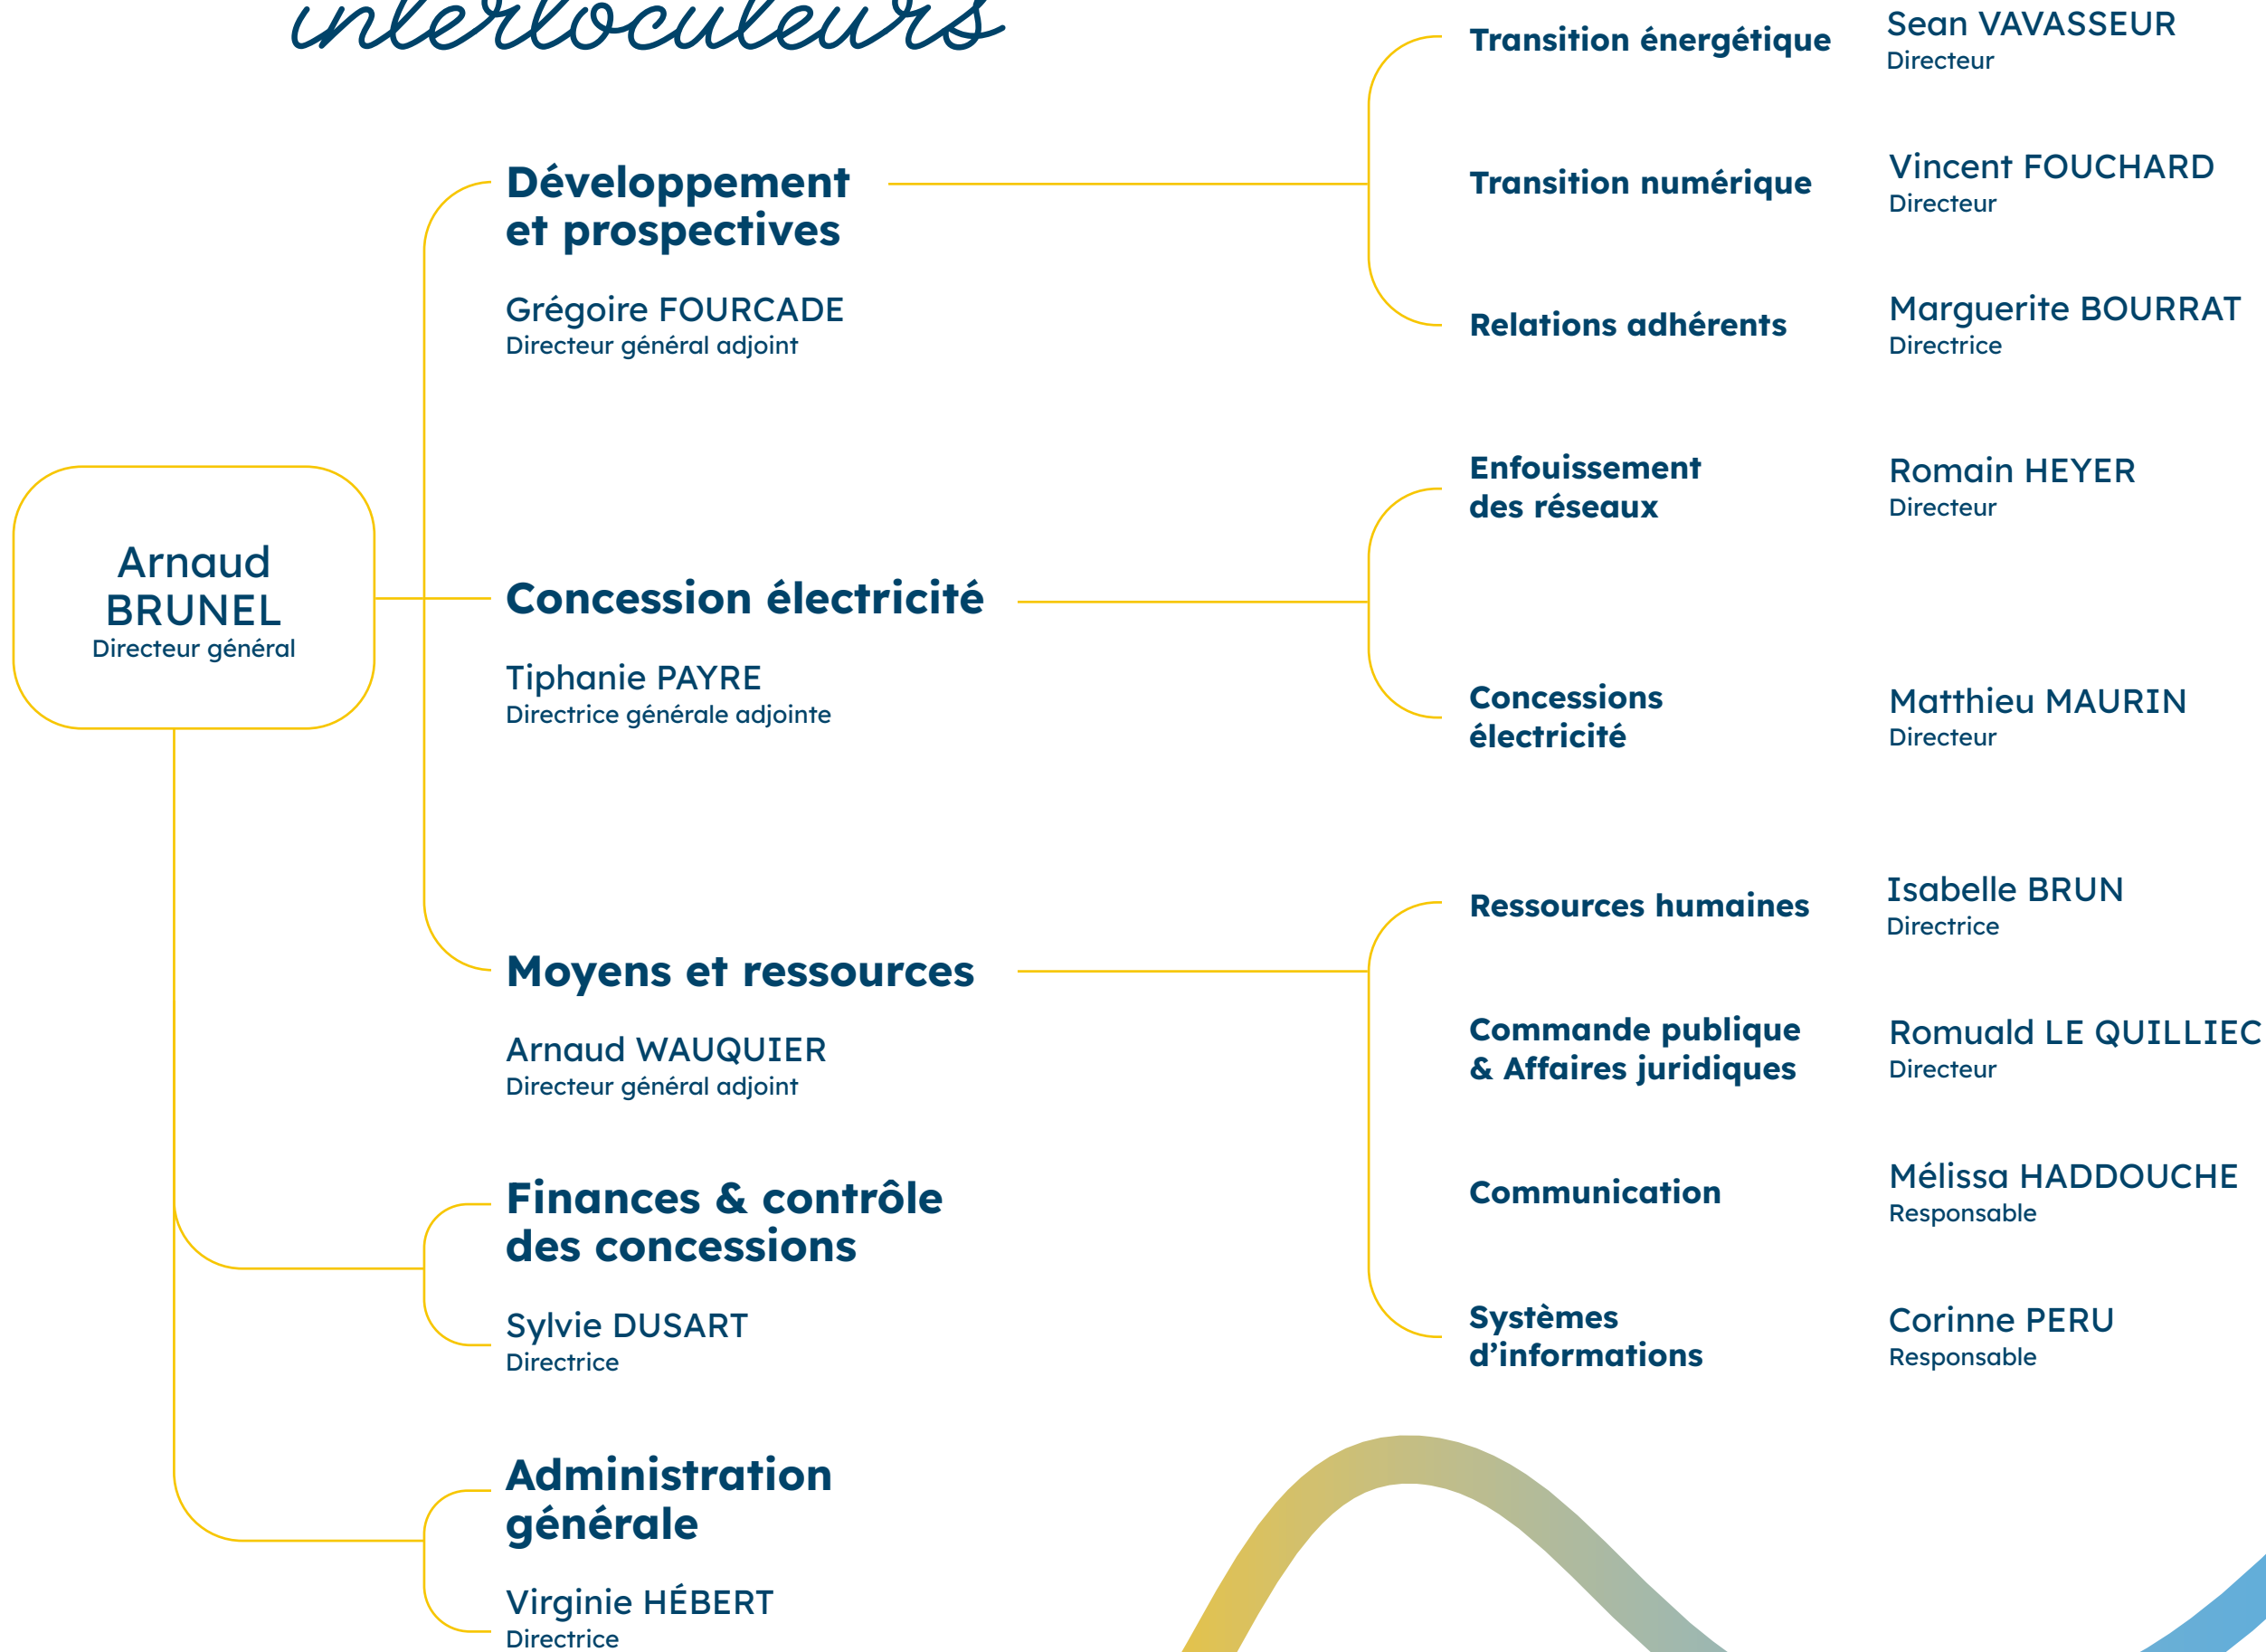 interlocuteurs
Transition énergétique
Sean VAVASSEUR
Directeur
Transition numérique
Vincent FOUCHARD
Directeur
Relations adhérents
Marguerite BOURRAT
Directrice
Développement
et prospectives
Grégoire FOURCADE
Directeur général adjoint
Enfouissement
des réseaux
Romain HEYER
Directeur
Arnaud
BRUNEL
Directeur général
Concession électricité
Tiphanie PAYRE
Directrice générale adjointe
Concessions
électricité
Matthieu MAURIN
Directeur
Moyens et ressources
Arnaud WAUQUIER
Directeur général adjoint
Ressources humaines
Isabelle BRUN
Directrice
Commande publique
& Affaires juridiques
Romuald LE QUILLIEC
Directeur
Communication
Mélissa HADDOUCHE
Responsable
Systèmes
d’informations
Corinne PERU
Responsable
Finances & contrôle
des concessions
Sylvie DUSART
Directrice
Administration
générale
Virginie HÉBERT
Directrice